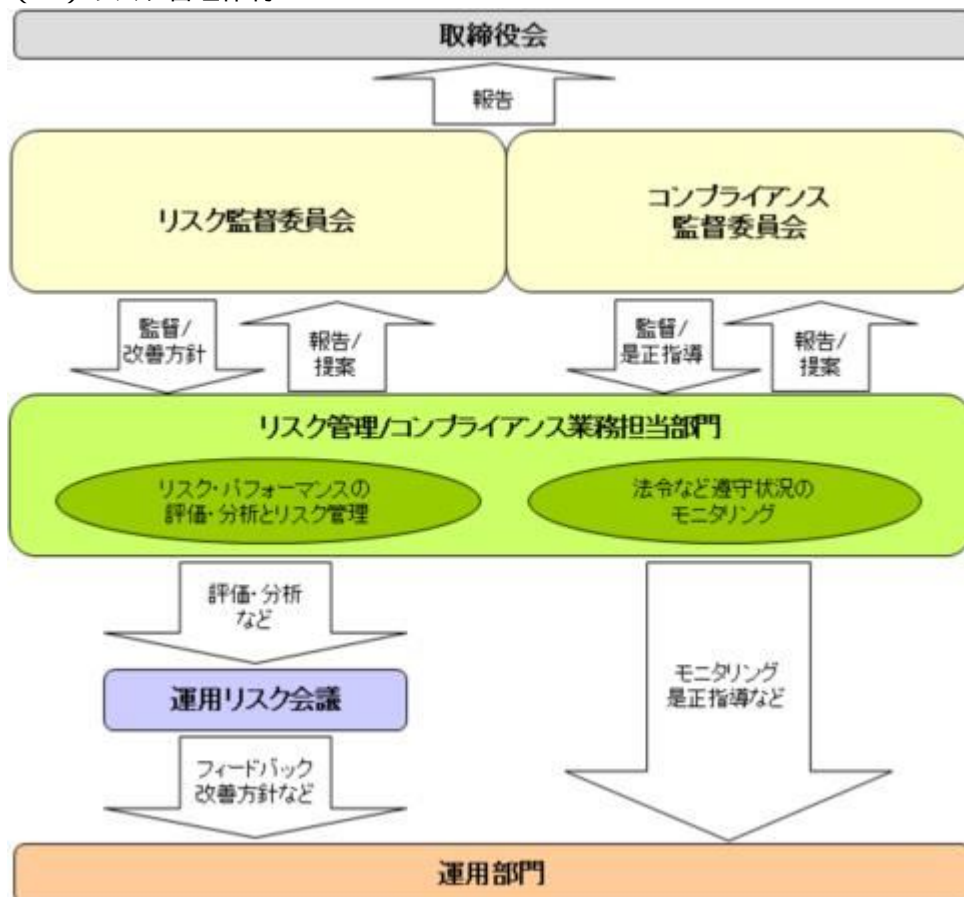 取締役会
報告
リスク監督委員会
コンプライアンス
監督委員会
監督/
改善方針
報告/
提案
監督/
是正指導
報告/
提案
リスク管理/コンプライアンス業務担当部門
リスク・パフォーマンスの
評価・分析とリスク管理
法令など遵守状況の
モニタリング
評価・分析
など
運用リスク会議
モニタリング
是正指導など
フィードバック
改善方針など
運用部門